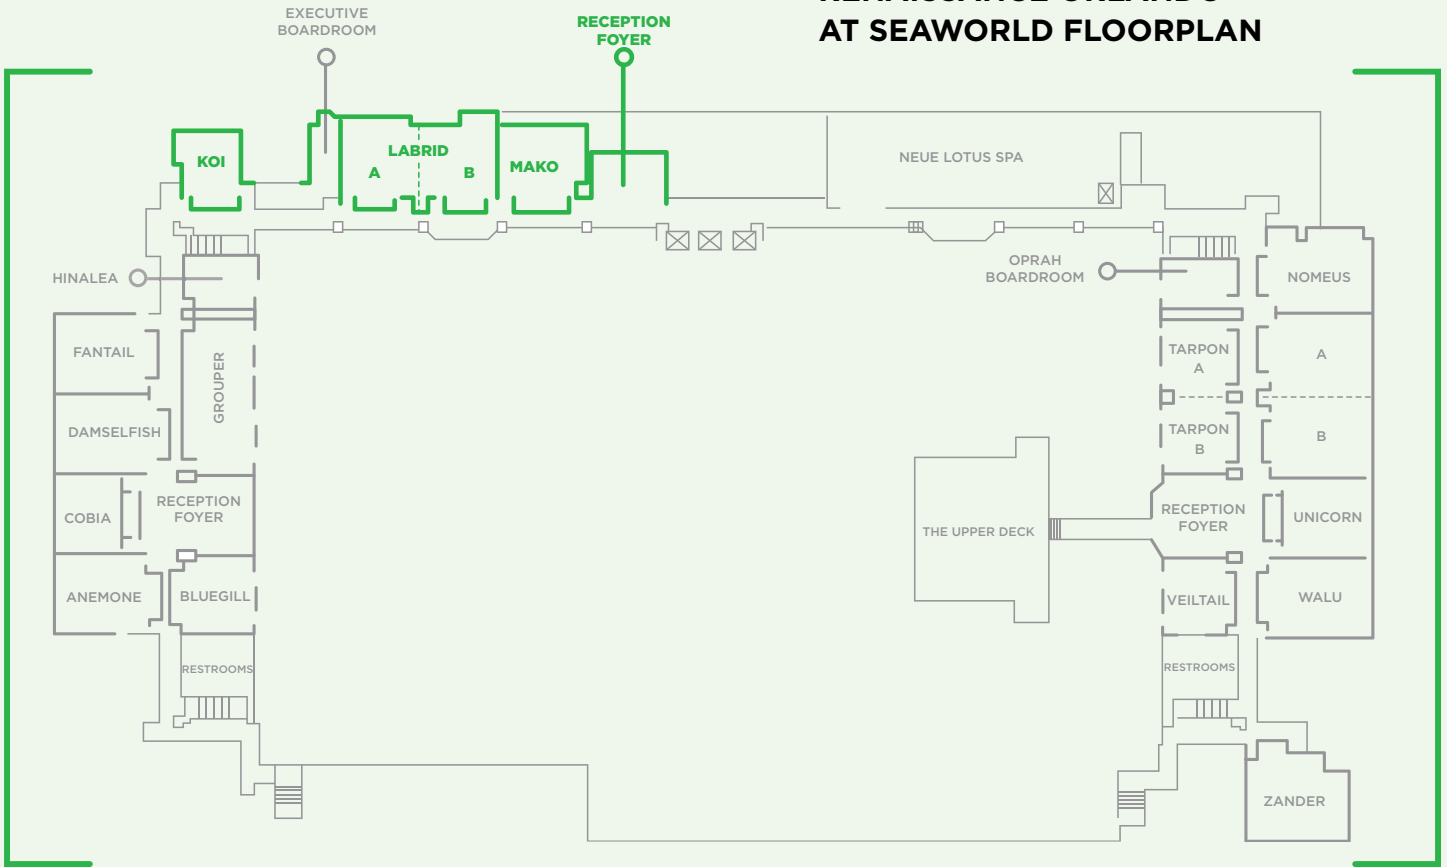 AT SEAWORLD FLOORPLAN
EXECUTIVE
BOARDROOM
RECEPTION
FOYER
KOI
LABRID
A
B
MAKO
NEUE LOTUS SPA
HINALEA
OPRAH
BOARDROOM
NOMEUS
FANTAIL
GROUPER
TARPON
A
A
DAMSELFISH
TARPON
B
B
COBIA
RECEPTION
FOYER
THE UPPER DECK
RECEPTION
FOYER
UNICORN
ANEMONE
BLUEGILL
VEILTAIL
WALU
RESTROOMS
RESTROOMS
ZANDER